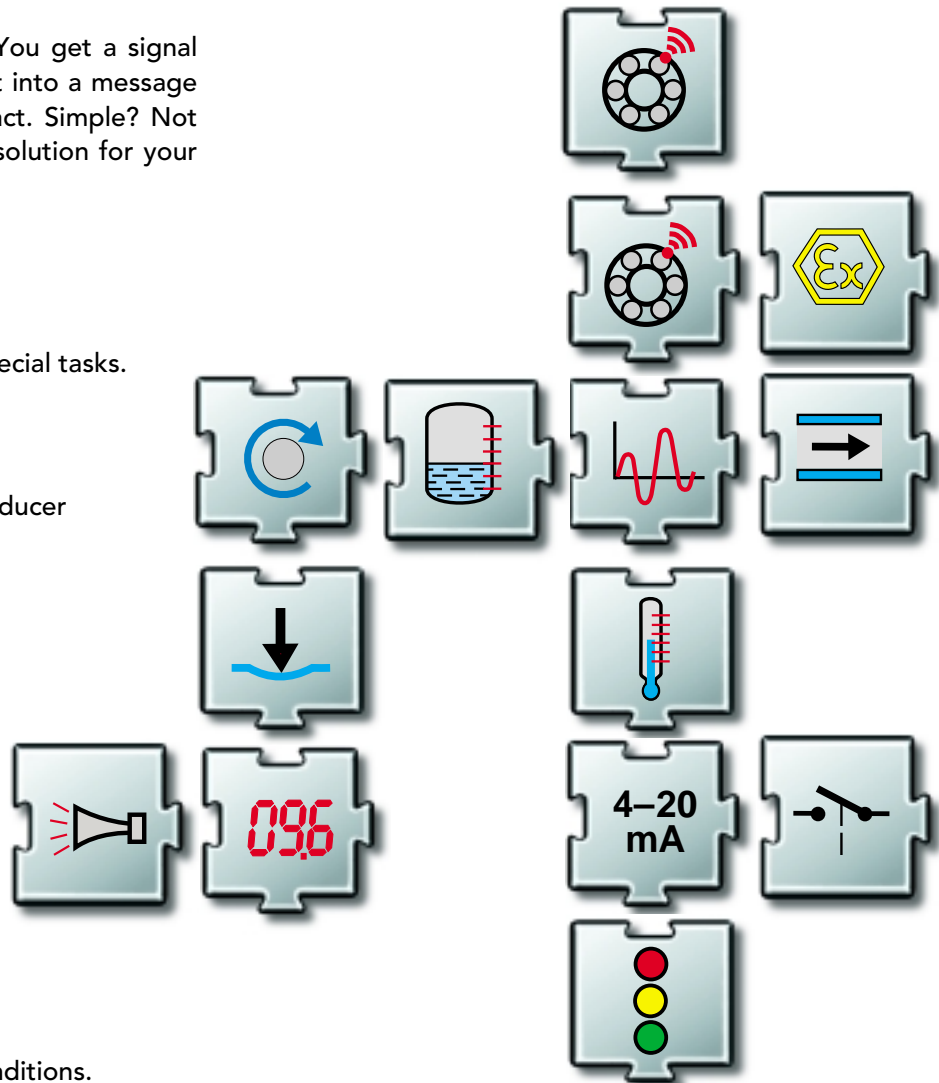 You get a signal
into a message
Simple? Not
solution for your
Ex
ecial tasks.
ducer
09.6
4–20
mA
nditions.